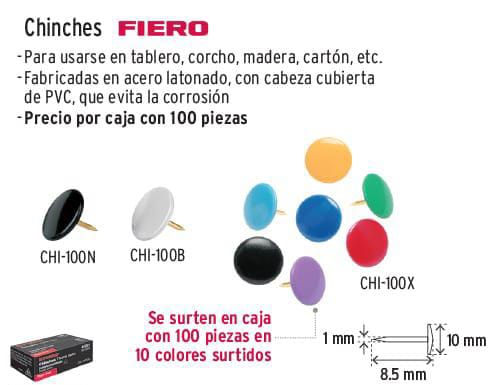 Chinches FIERO
- Para usarse en tablero, corcho, madera, cartón, etc.
- Fabricadas en acero latonado, con cabeza cubierta
de PVC, que evita la corrosión
- Precio por caja con 100 piezas
CHI-100N
CHI-100B
CHI-100X
Se surten en caja
con 100 piezas en
10 colores surtidos
1 mm
10 mm
8.5 mm
FIERO